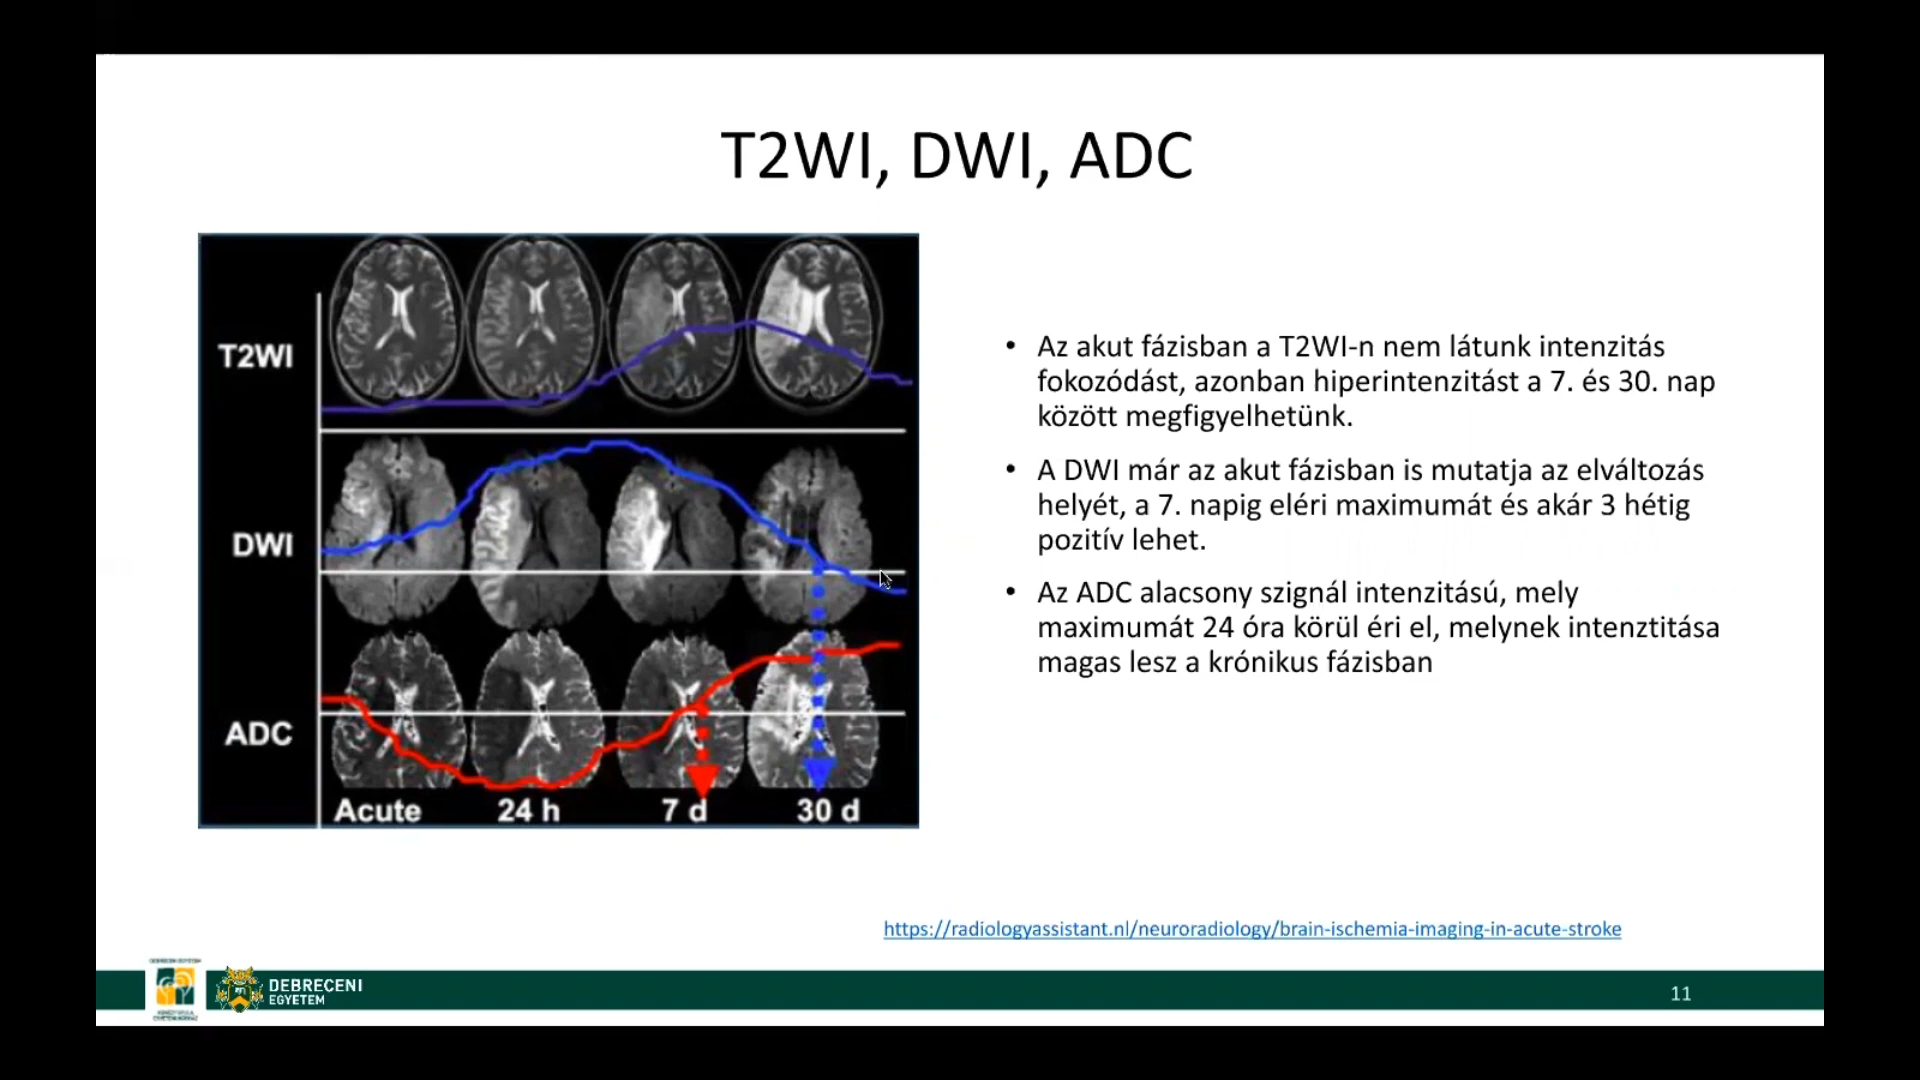 T2WI, DWI, ADC
T2WI
DWI
ADC
Acute
24 h
7 d
30 d
• Az akut fázisban a T2WI-n nem látunk intenzitás
fokozódást, azonban hiperintenzitást a 7. és 30. nap
között megfigyelhetünk.
• A DWI már az akut fázisban is mutatja az elváltozás
helyét, a 7. napig eléri maximumát és akár 3 hétig
pozitív lehet.
• Az ADC alacsony szignál intenzitású, mely
maximumát 24 óra körül éri el, melynek intenztitása
magas lesz a krónikus fázisban
https://radiologyassistant.nl/neuroradiology/brain-ischemia-imaging-in-acute-stroke
DEBRECENI
EGYETEM
11